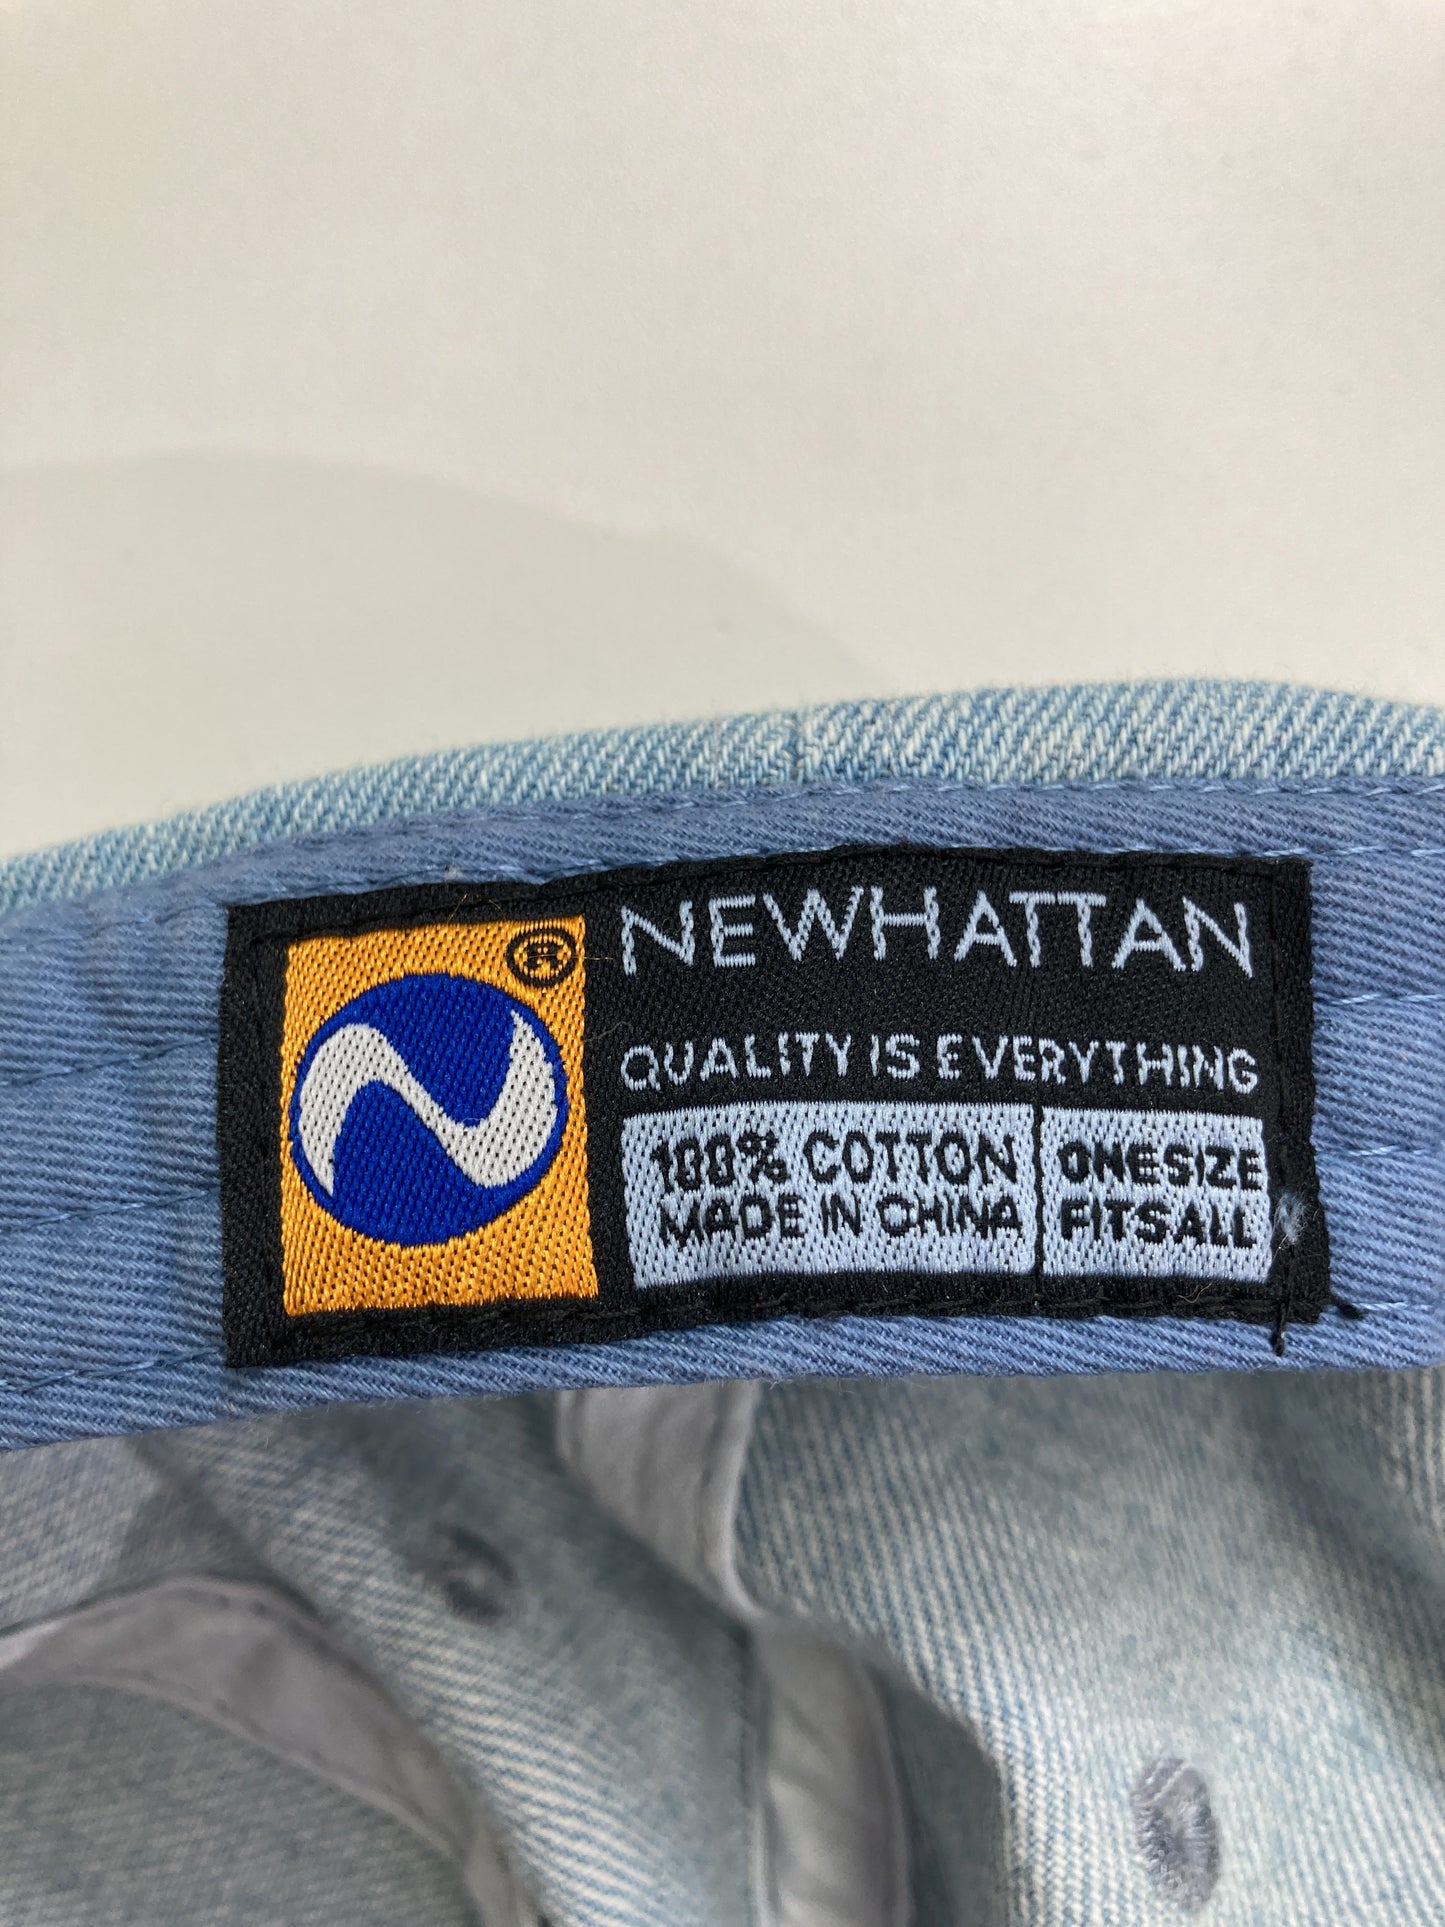 ®
NEWHATTAN
QUALITY IS EVERYTHING
100% COTTON
MADE IN CHINA
ONE SIZE
FITS ALL